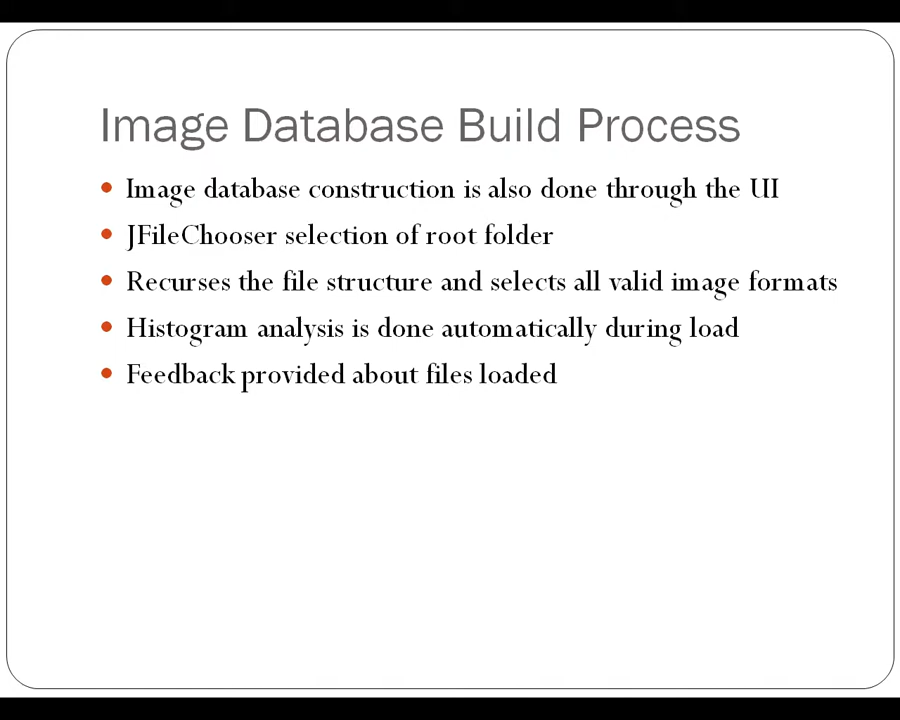 Image Database Build Process
Image database construction is also done through the UI
JFileChooser selection of root folder
Recurses the file structure and selects all valid image formats
Histogram analysis is done automatically during load
Feedback provided about files loaded